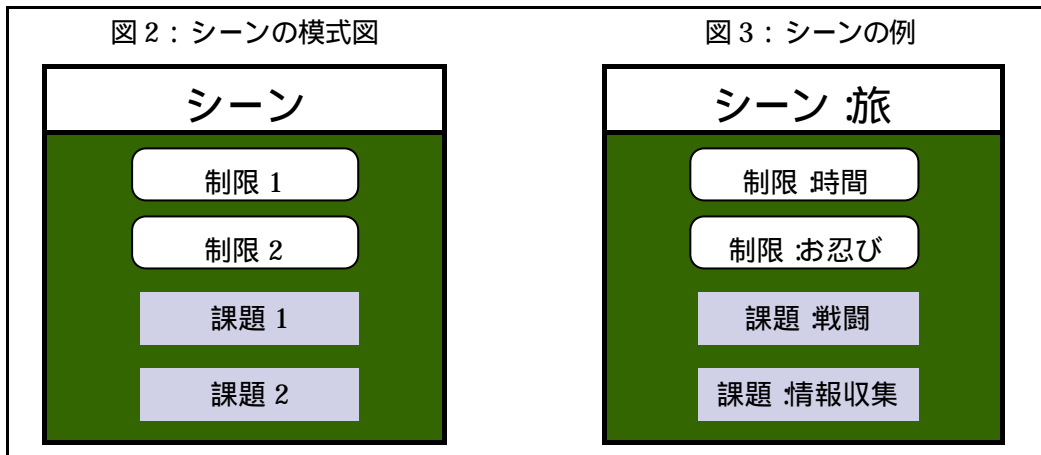 図2：シーンの模式図
シーン
制限1
制限2
課題1
課題2
図3：シーンの例
シーン:旅
制限:時間
制限:お忍び
課題:戦闘
課題:情報収集